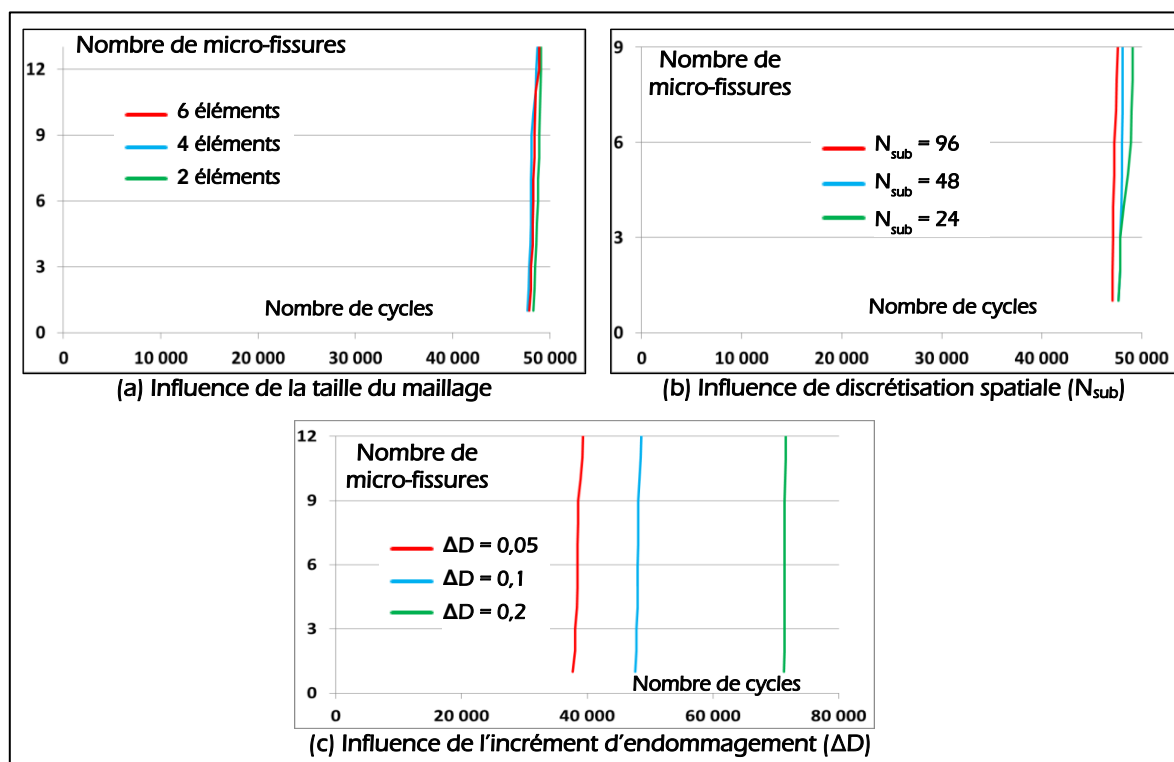 Nombre de micro-fissures
12
9
6
3
0
6 éléments
4 éléments
2 éléments
Nombre de cycles
0 10 000 20 000 30 000 40 000 50 000
(a) Influence de la taille du maillage
Nombre de
micro-fissures
9
6
3
0
N_sub = 96
N_sub = 48
N_sub = 24
Nombre de cycles
0 10 000 20 000 30 000 40 000 50 000
(b) Influence de discrétisation spatiale (N_sub)
Nombre de
micro-fissures
12
9
6
3
0
ΔD = 0,05
ΔD = 0,1
ΔD = 0,2
Nombre de cycles
0 20 000 40 000 60 000 80 000
(c) Influence de l'incrément d'endommagement (ΔD)